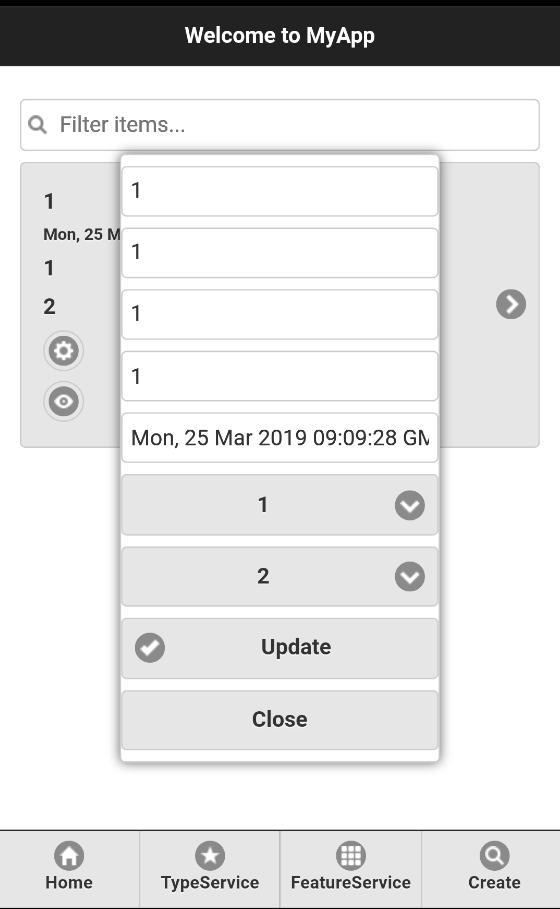 Welcome to MyApp
Filter items...
1
Mon, 25 M
1
2
1
1
1
1
Mon, 25 Mar 2019 09:09:28 GM
1
2
Update
Close
Home
TypeService
FeatureService
Create